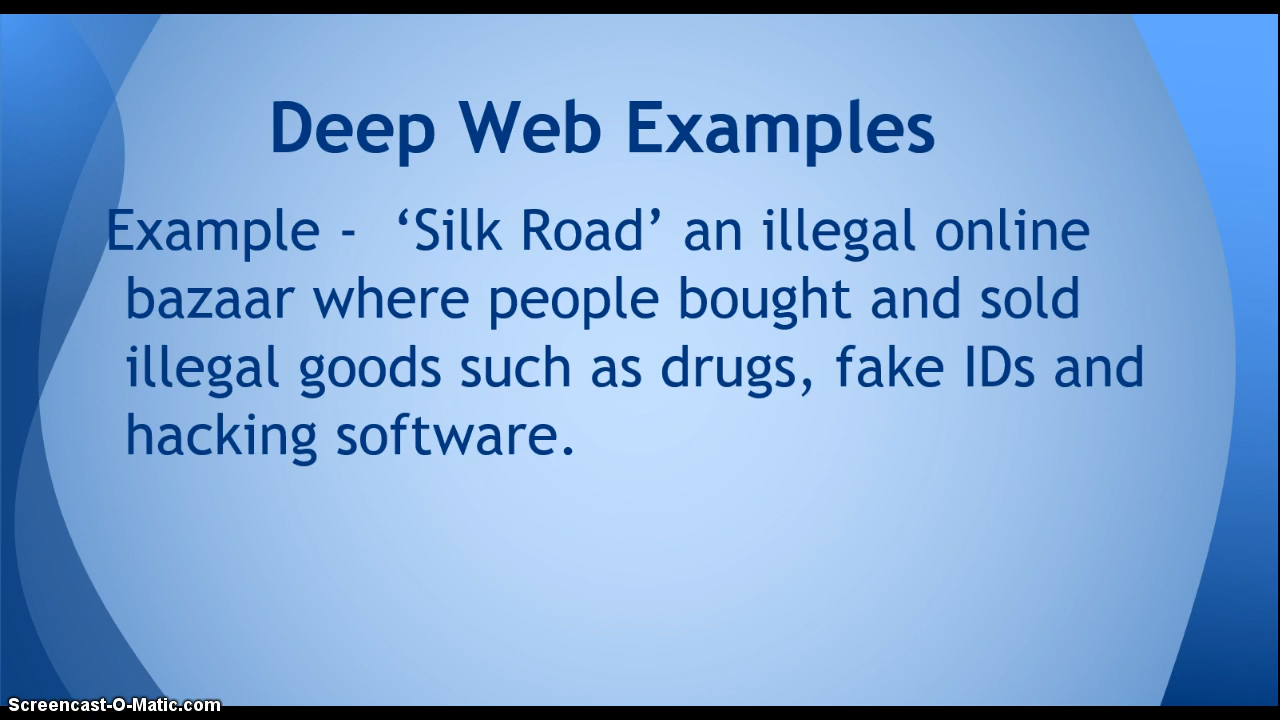 Deep Web Examples
Example -  ‘Silk Road’ an illegal online
bazaar where people bought and sold
illegal goods such as drugs, fake IDs and
hacking software.
Screencast-O-Matic.com